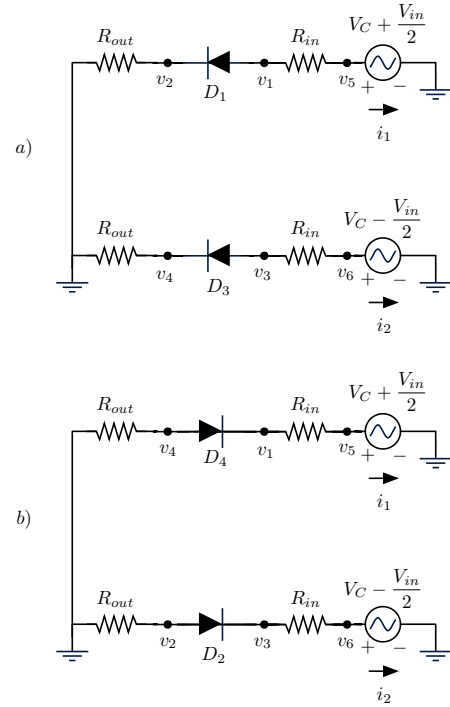 V_C + V_in/2
R_out
R_in
v_2
D_1
v_1
v_5
+ −
i_1
a)
V_C − V_in/2
R_out
R_in
v_4
D_3
v_3
v_6
+ −
i_2
V_C + V_in/2
R_out
R_in
v_4
D_4
v_1
v_5
+ −
i_1
b)
V_C − V_in/2
R_out
R_in
v_2
D_2
v_3
v_6
+ −
i_2